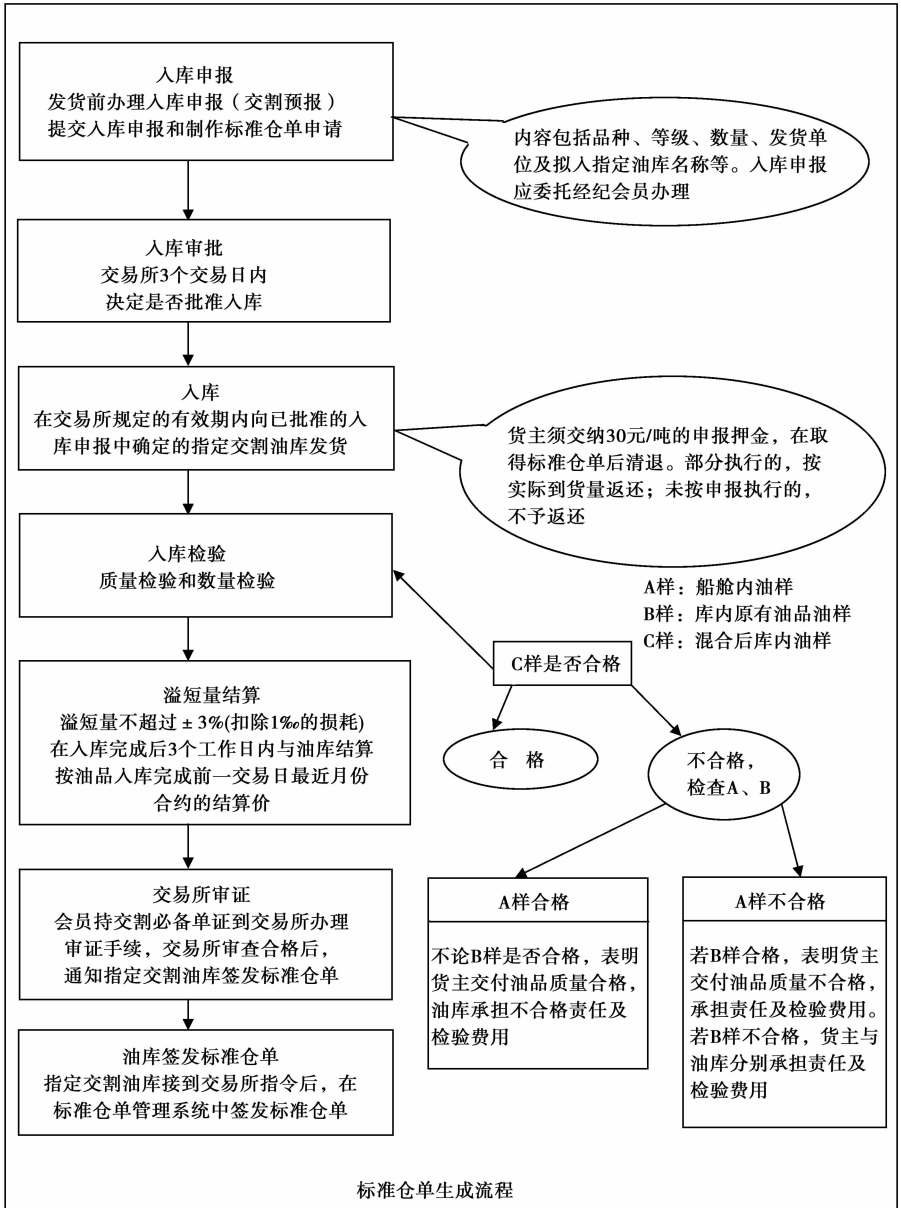 入库申报
发货前办理入库申报（交割预报）
提交入库申报和制作标准仓单申请
内容包括品种、等级、数量、发货单
位及拟入指定油库名称等。入库申报
应委托经纪会员办理
入库审批
交易所3个交易日内
决定是否批准入库
入库
在交易所规定的有效期内向已批准的入
库申报中确定的指定交割油库发货
货主须交纳30元/吨的申报押金，在取
得标准仓单后清退。部分执行的，按
实际到货量返还；未按申报执行的，
不予返还
入库检验
质量检验和数量检验
A样：船舱内油样
B样：库内原有油品油样
C样：混合后库内油样
C样是否合格
合 格
不合格，
检查A、B
溢短量结算
溢短量不超过±3%(扣除1‰的损耗)
在入库完成后3个工作日内与油库结算
按油品入库完成前一交易日最近月份
合约的结算价
交易所审证
会员持交割必备单证到交易所办理
审证手续，交易所审查合格后，
通知指定交割油库签发标准仓单
A样合格
不论B样是否合格，表明
货主交付油品质量合格，
油库承担不合格责任及
检验费用
A样不合格
若B样合格，表明货主
交付油品质量不合格，
承担责任及检验费用。
若B样不合格，货主与
油库分别承担责任及
检验费用
油库签发标准仓单
指定交割油库接到交易所指令后，在
标准仓单管理系统中签发标准仓单
标准仓单生成流程